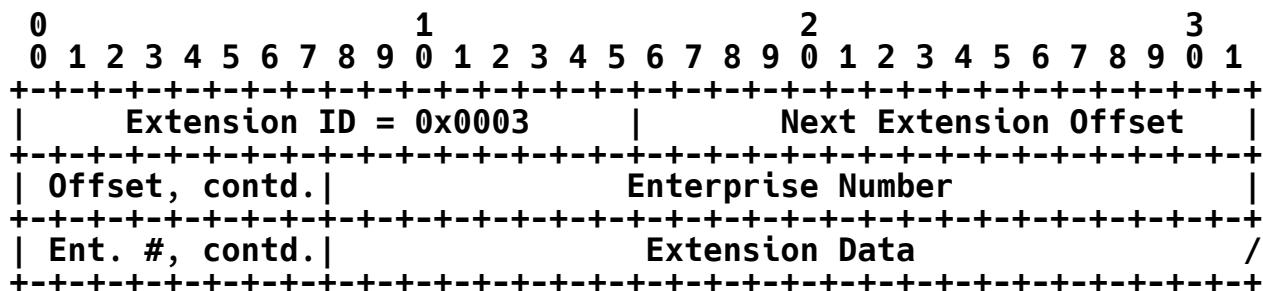 0                   1                   2                   3
 0 1 2 3 4 5 6 7 8 9 0 1 2 3 4 5 6 7 8 9 0 1 2 3 4 5 6 7 8 9 0 1
+-+-+-+-+-+-+-+-+-+-+-+-+-+-+-+-+-+-+-+-+-+-+-+-+-+-+-+-+-+-+-+-+
|     Extension ID = 0x0003     |       Next Extension Offset   |
+-+-+-+-+-+-+-+-+-+-+-+-+-+-+-+-+-+-+-+-+-+-+-+-+-+-+-+-+-+-+-+-+
| Offset, contd.|               Enterprise Number               |
+-+-+-+-+-+-+-+-+-+-+-+-+-+-+-+-+-+-+-+-+-+-+-+-+-+-+-+-+-+-+-+-+
| Ent. #, contd.|                Extension Data                 /
+-+-+-+-+-+-+-+-+-+-+-+-+-+-+-+-+-+-+-+-+-+-+-+-+-+-+-+-+-+-+-+-+